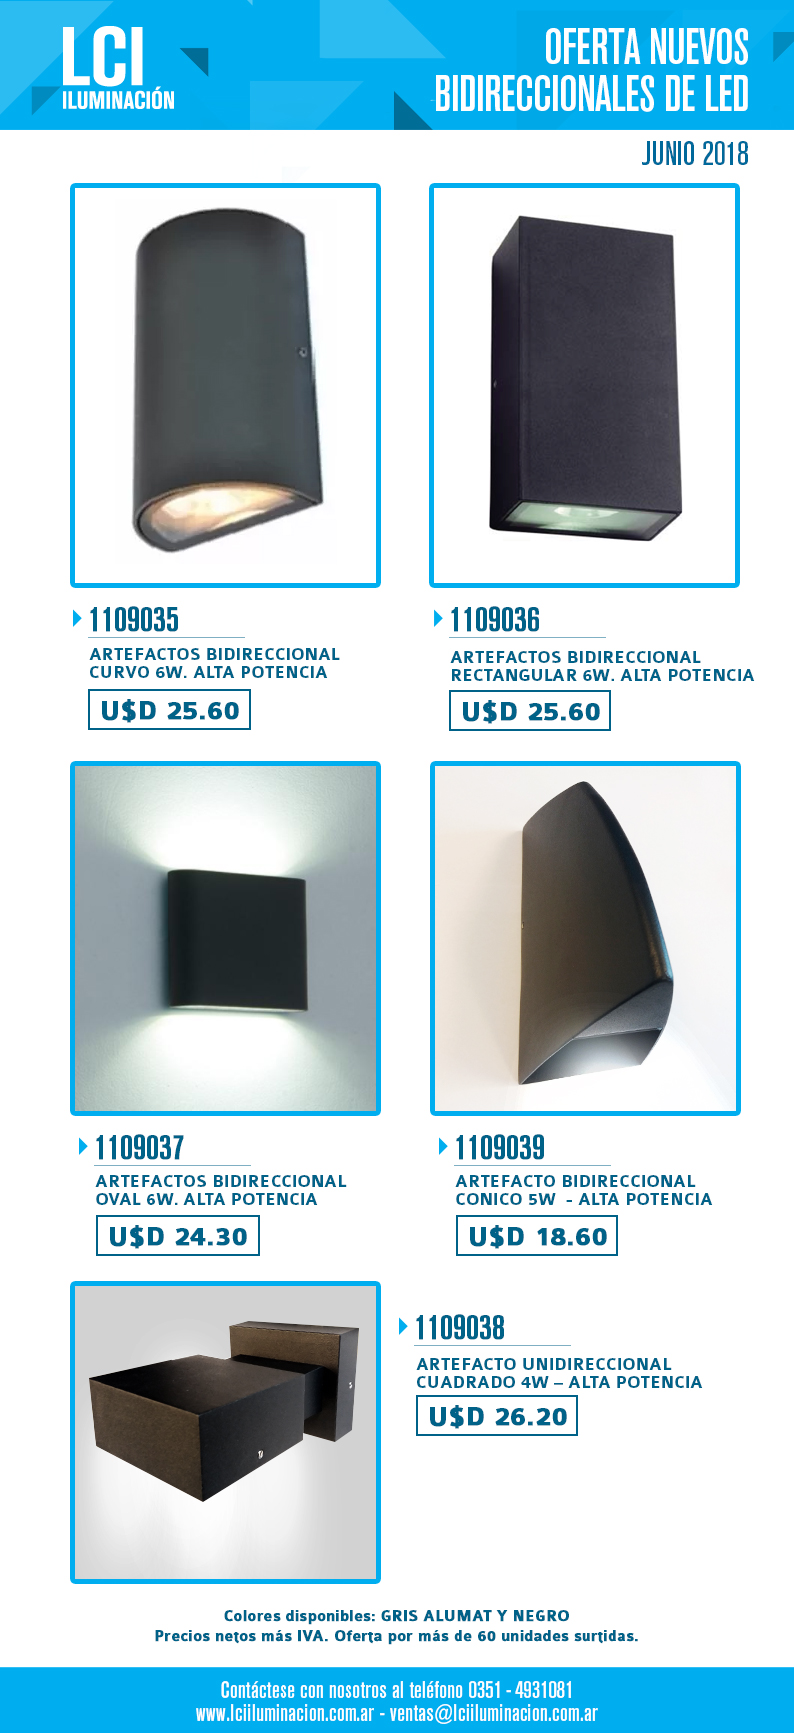 LCI
ILUMINACIÓN
OFERTA NUEVOS
BIDIRECCIONALES DE LED
JUNIO 2018
1109035
ARTEFACTOS BIDIRECCIONAL
CURVO 6W. ALTA POTENCIA
U$D 25.60
1109036
ARTEFACTOS BIDIRECCIONAL
RECTANGULAR 6W. ALTA POTENCIA
U$D 25.60
1109037
ARTEFACTOS BIDIRECCIONAL
OVAL 6W. ALTA POTENCIA
U$D 24.30
1109039
ARTEFACTO BIDIRECCIONAL
CONICO 5W - ALTA POTENCIA
U$D 18.60
1109038
ARTEFACTO UNIDIRECCIONAL
CUADRADO 4W – ALTA POTENCIA
U$D 26.20
Colores disponibles: GRIS ALUMAT Y NEGRO
Precios netos más IVA. Oferta por más de 60 unidades surtidas.
Contáctese con nosotros al teléfono 0351 - 4931081
www.lciiluminacion.com.ar - ventas@lciiluminacion.com.ar